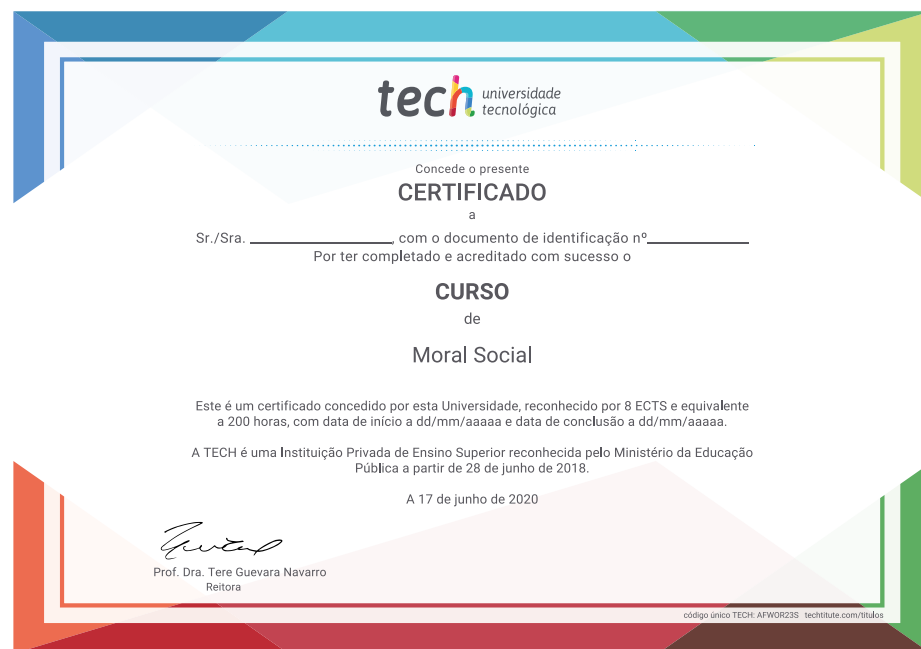 tech universidade
tecnológica
Concede o presente
CERTIFICADO
a
Sr./Sra. ____________________, com o documento de identificação nº______________
Por ter completado e acreditado com sucesso o
CURSO
de
Moral Social
Este é um certificado concedido por esta Universidade, reconhecido por 8 ECTS e equivalente
a 200 horas, com data de início a dd/mm/aaaaa e data de conclusão a dd/mm/aaaaa.
A TECH é uma Instituição Privada de Ensino Superior reconhecida pelo Ministério da Educação
Pública a partir de 28 de junho de 2018.
A 17 de junho de 2020
Prof. Dra. Tere Guevara Navarro
Reitora
código único TECH: AFWOR23S techtitute.com/titulos